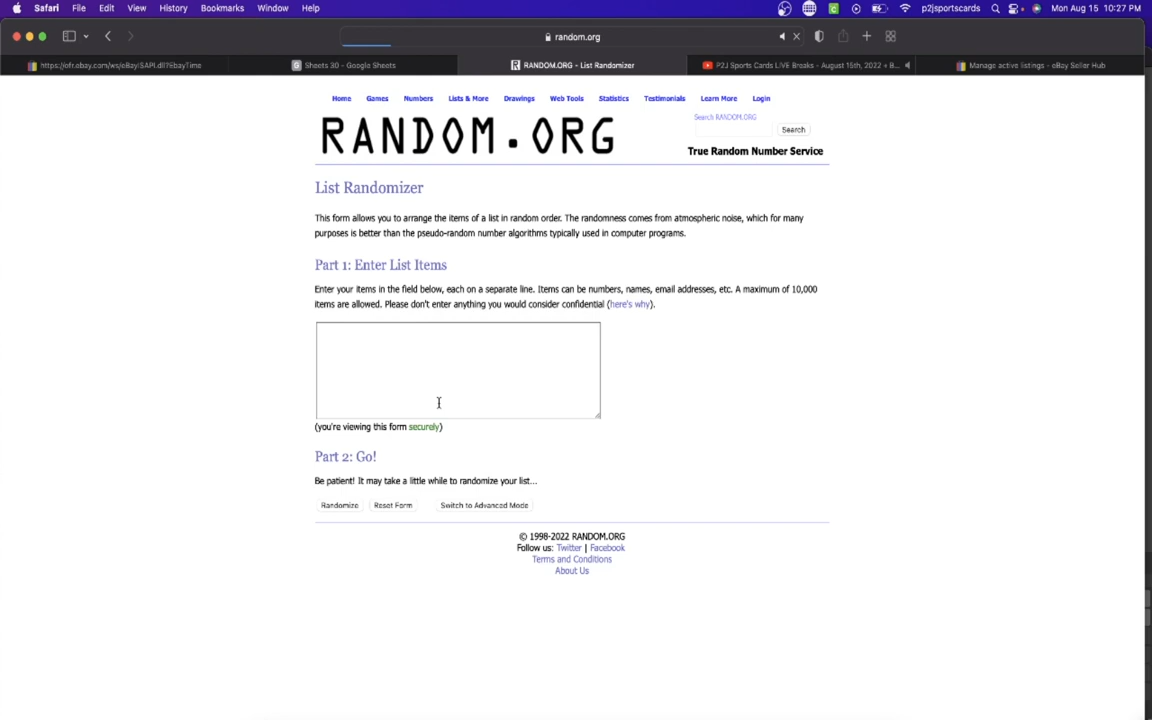 Safari File Edit View History Bookmarks Window Help p2jsportscards Mon Aug 15 10:27 PM
random.org
https://ofr.ebay.com/ws/eBayISAPI.dll?EbayTime Sheets 30 - Google Sheets RANDOM.ORG - List Randomizer P2J Sports Cards LIVE Breaks - August 15th, 2022 • B... Manage active listings - eBay Seller Hub
Home Games Numbers Lists & More Drawings Web Tools Statistics Testimonials Learn More Login
Search RANDOM.ORG
RANDOM.ORG
Search
True Random Number Service
List Randomizer
This form allows you to arrange the items of a list in random order. The randomness comes from atmospheric noise, which for many
purposes is better than the pseudo-random number algorithms typically used in computer programs.
Part 1: Enter List Items
Enter your items in the field below, each on a separate line. Items can be numbers, names, email addresses, etc. A maximum of 10,000
items are allowed. Please don't enter anything you would consider confidential (here's why).
(you're viewing this form securely)
Part 2: Go!
Be patient! It may take a little while to randomize your list...
Randomize Reset Form Switch to Advanced Mode
© 1998-2022 RANDOM.ORG
Follow us: Twitter | Facebook
Terms and Conditions
About Us